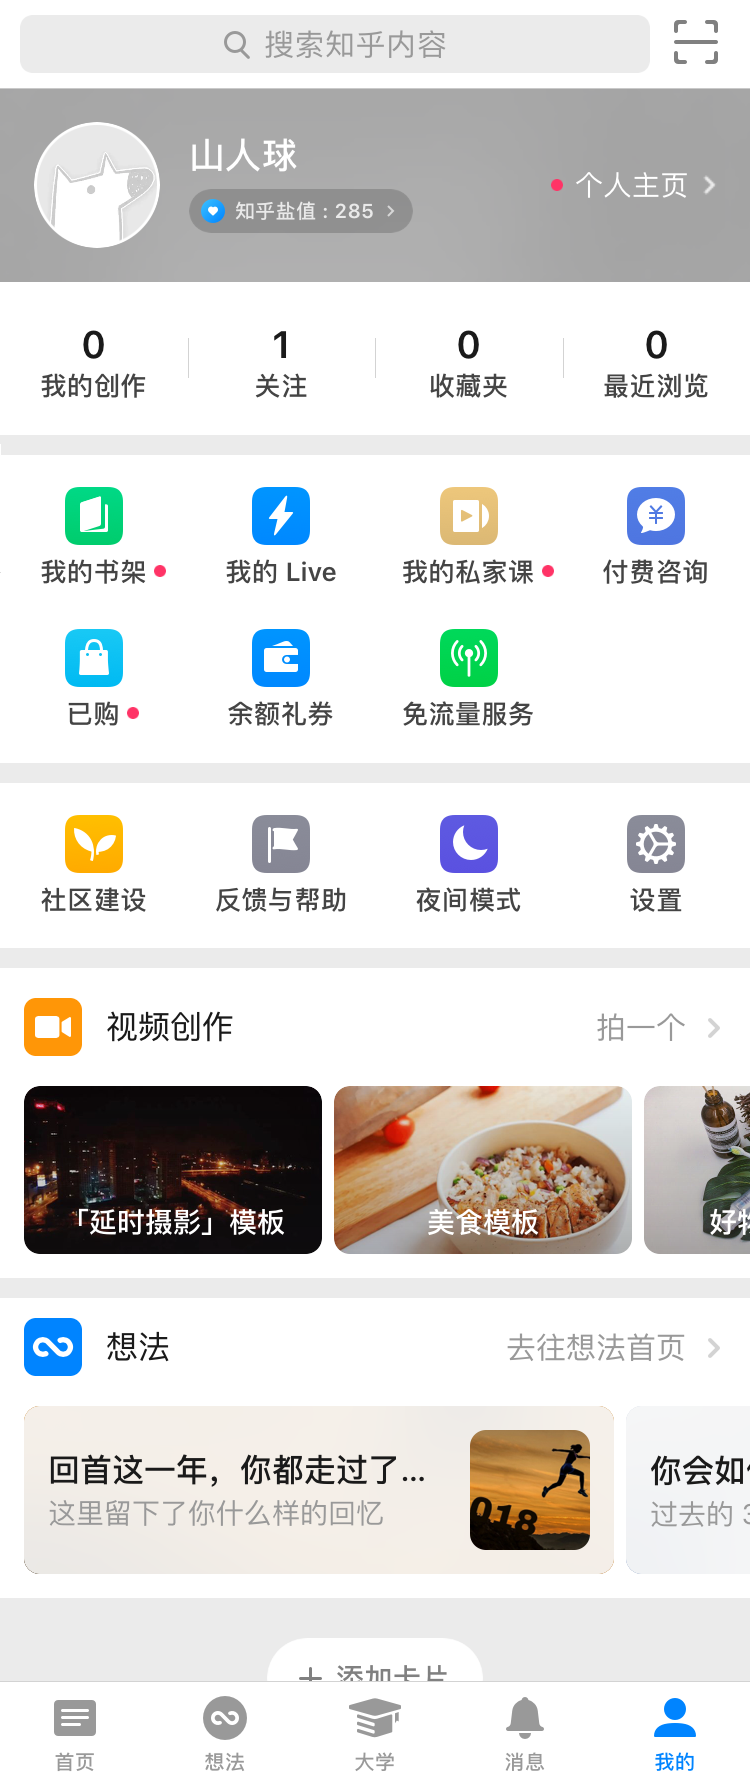 搜索知乎内容
山人球
知乎盐值：285
个人主页
0
我的创作
1
关注
0
收藏夹
0
最近浏览
我的书架
我的 Live
我的私家课
付费咨询
已购
余额礼券
免流量服务
社区建设
反馈与帮助
夜间模式
设置
视频创作
拍一个
「延时摄影」模板
美食模板
好物
想法
去往想法首页
回首这一年，你都走过了...
这里留下了你什么样的回忆
018
你会如何
过去的 3
+ 添加卡片
首页
想法
大学
消息
我的